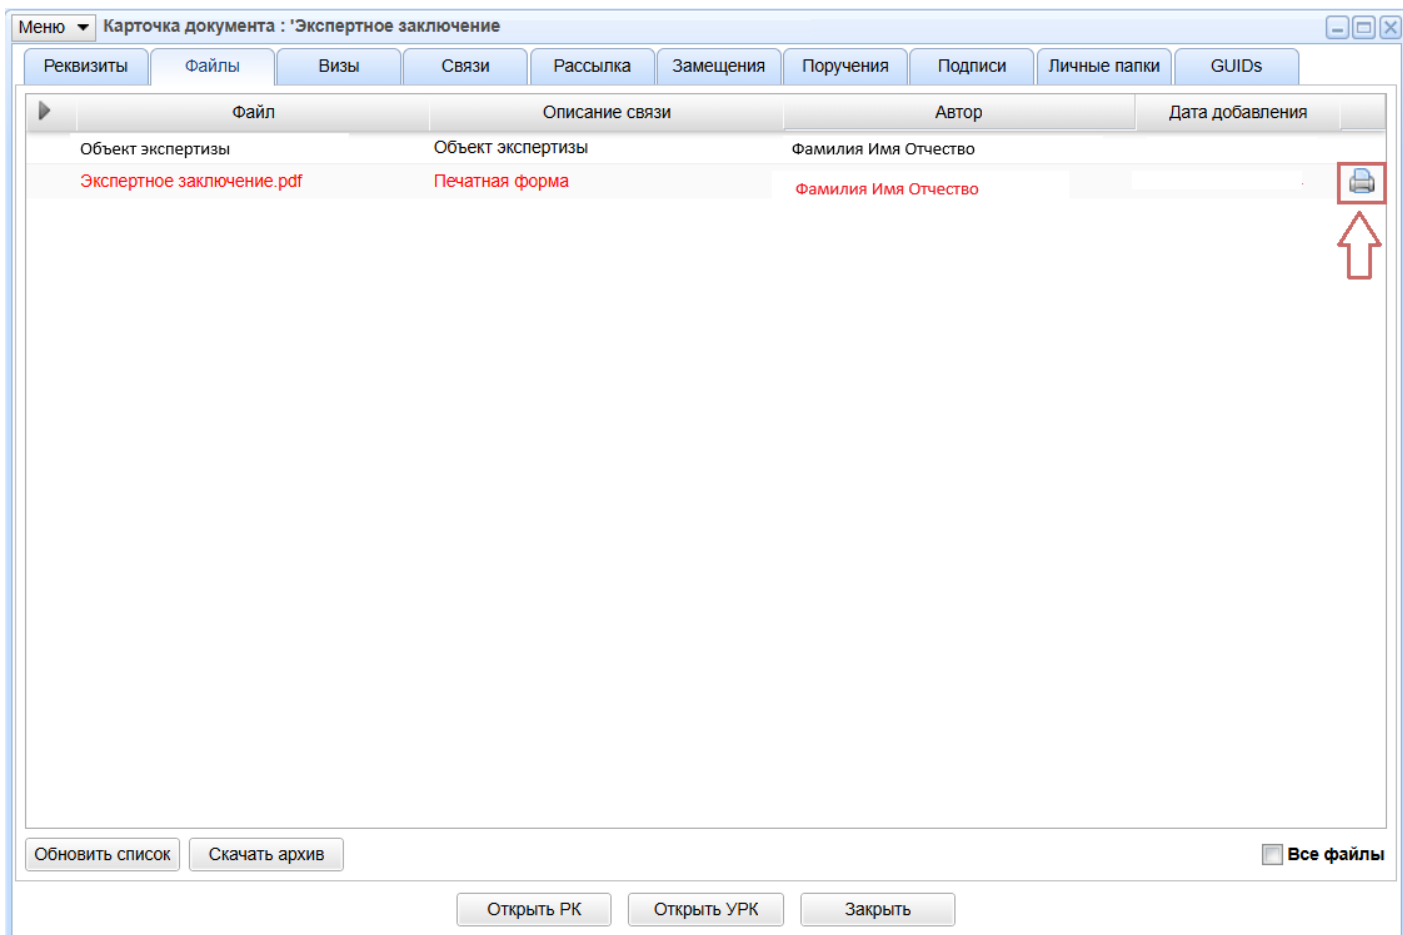 Меню Карточка документа : 'Экспертное заключение
Реквизиты Файлы Визы Связи Рассылка Замещения Поручения Подписи Личные папки GUIDs
Файл Описание связи Автор Дата добавления
Объект экспертизы Объект экспертизы Фамилия Имя Отчество
Экспертное заключение.pdf Печатная форма Фамилия Имя Отчество
Обновить список Скачать архив Все файлы
Открыть РК Открыть УРК Закрыть